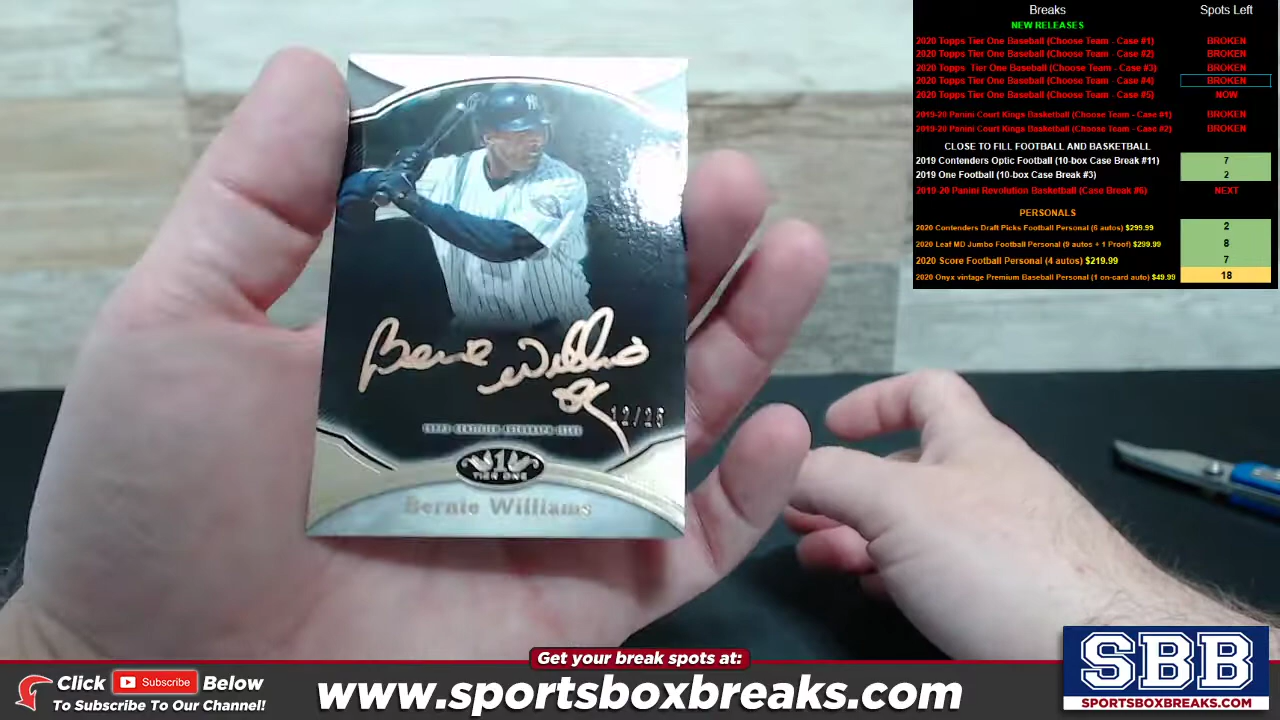 Breaks Spots Left
NEW RELEASES
2020 Topps Tier One Baseball (Choose Team - Case #1) BROKEN
2020 Topps Tier One Baseball (Choose Team - Case #2) BROKEN
2020 Topps Tier One Baseball (Choose Team - Case #3) BROKEN
2020 Topps Tier One Baseball (Choose Team - Case #4) BROKEN
2020 Topps Tier One Baseball (Choose Team - Case #5) NOW
2019-20 Panini Court Kings Basketball (Choose Team - Case #1) BROKEN
2019-20 Panini Court Kings Basketball (Choose Team - Case #2) BROKEN
CLOSE TO FILL FOOTBALL AND BASKETBALL
2019 Contenders Optic Football (10-box Case Break #11) 7
2019 One Football (10-box Case Break #3) 2
2019-20 Panini Revolution Basketball (Case Break #6) NEXT
PERSONALS
2020 Contenders Draft Picks Football Personal (6 autos) $299.99 2
2020 Leaf MD Jumbo Football Personal (9 autos + 1 Proof) $299.99 8
2020 Score Football Personal (4 autos) $219.99 7
2020 Onyx vintage Premium Baseball Personal (1 on-card auto) $49.99 18
NY
Bernie Williams
12/25
TOPPS CERTIFIED AUTOGRAPH ISSUE
1
TIER ONE
Bernie Williams
Get your break spots at:
Click Subscribe Below
To Subscribe To Our Channel!
www.sportsboxbreaks.com
SBB
SPORTSBOXBREAKS.COM